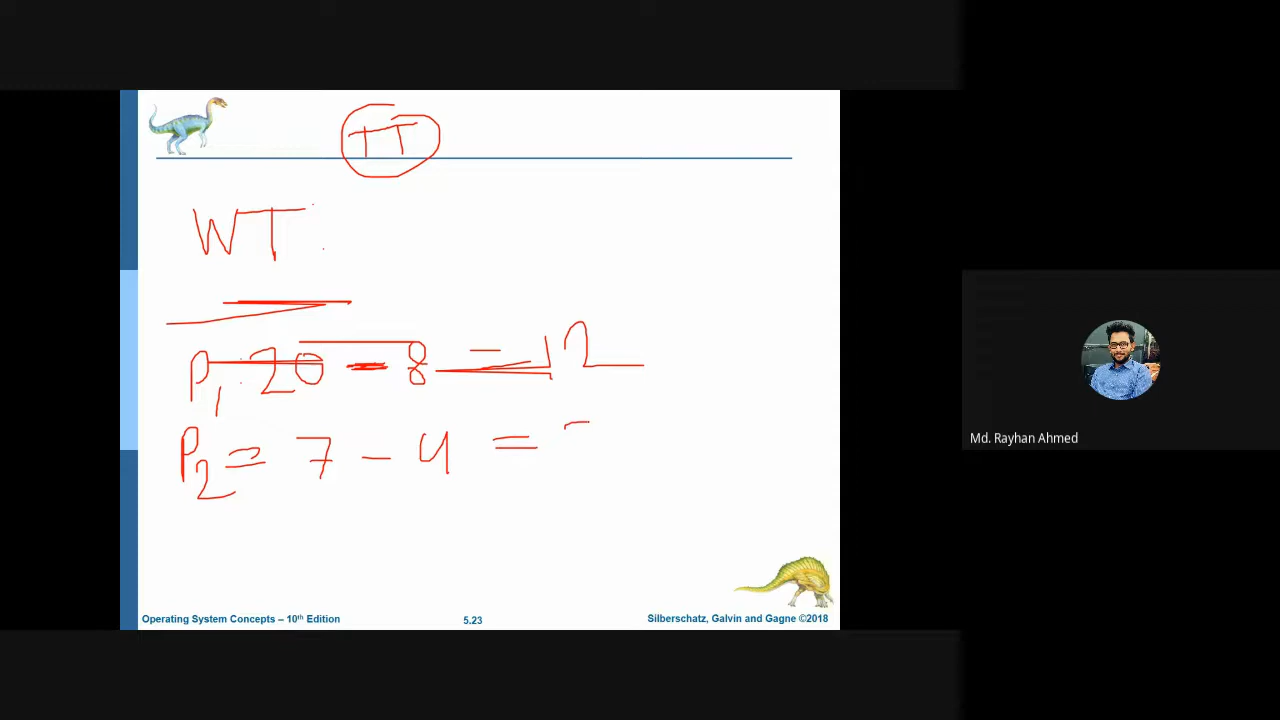 TT
WT
P1 20 - 8 = 12
P2 = 7 - 4 =
Operating System Concepts – 10th Edition
5.23
Silberschatz, Galvin and Gagne ©2018
Md. Rayhan Ahmed